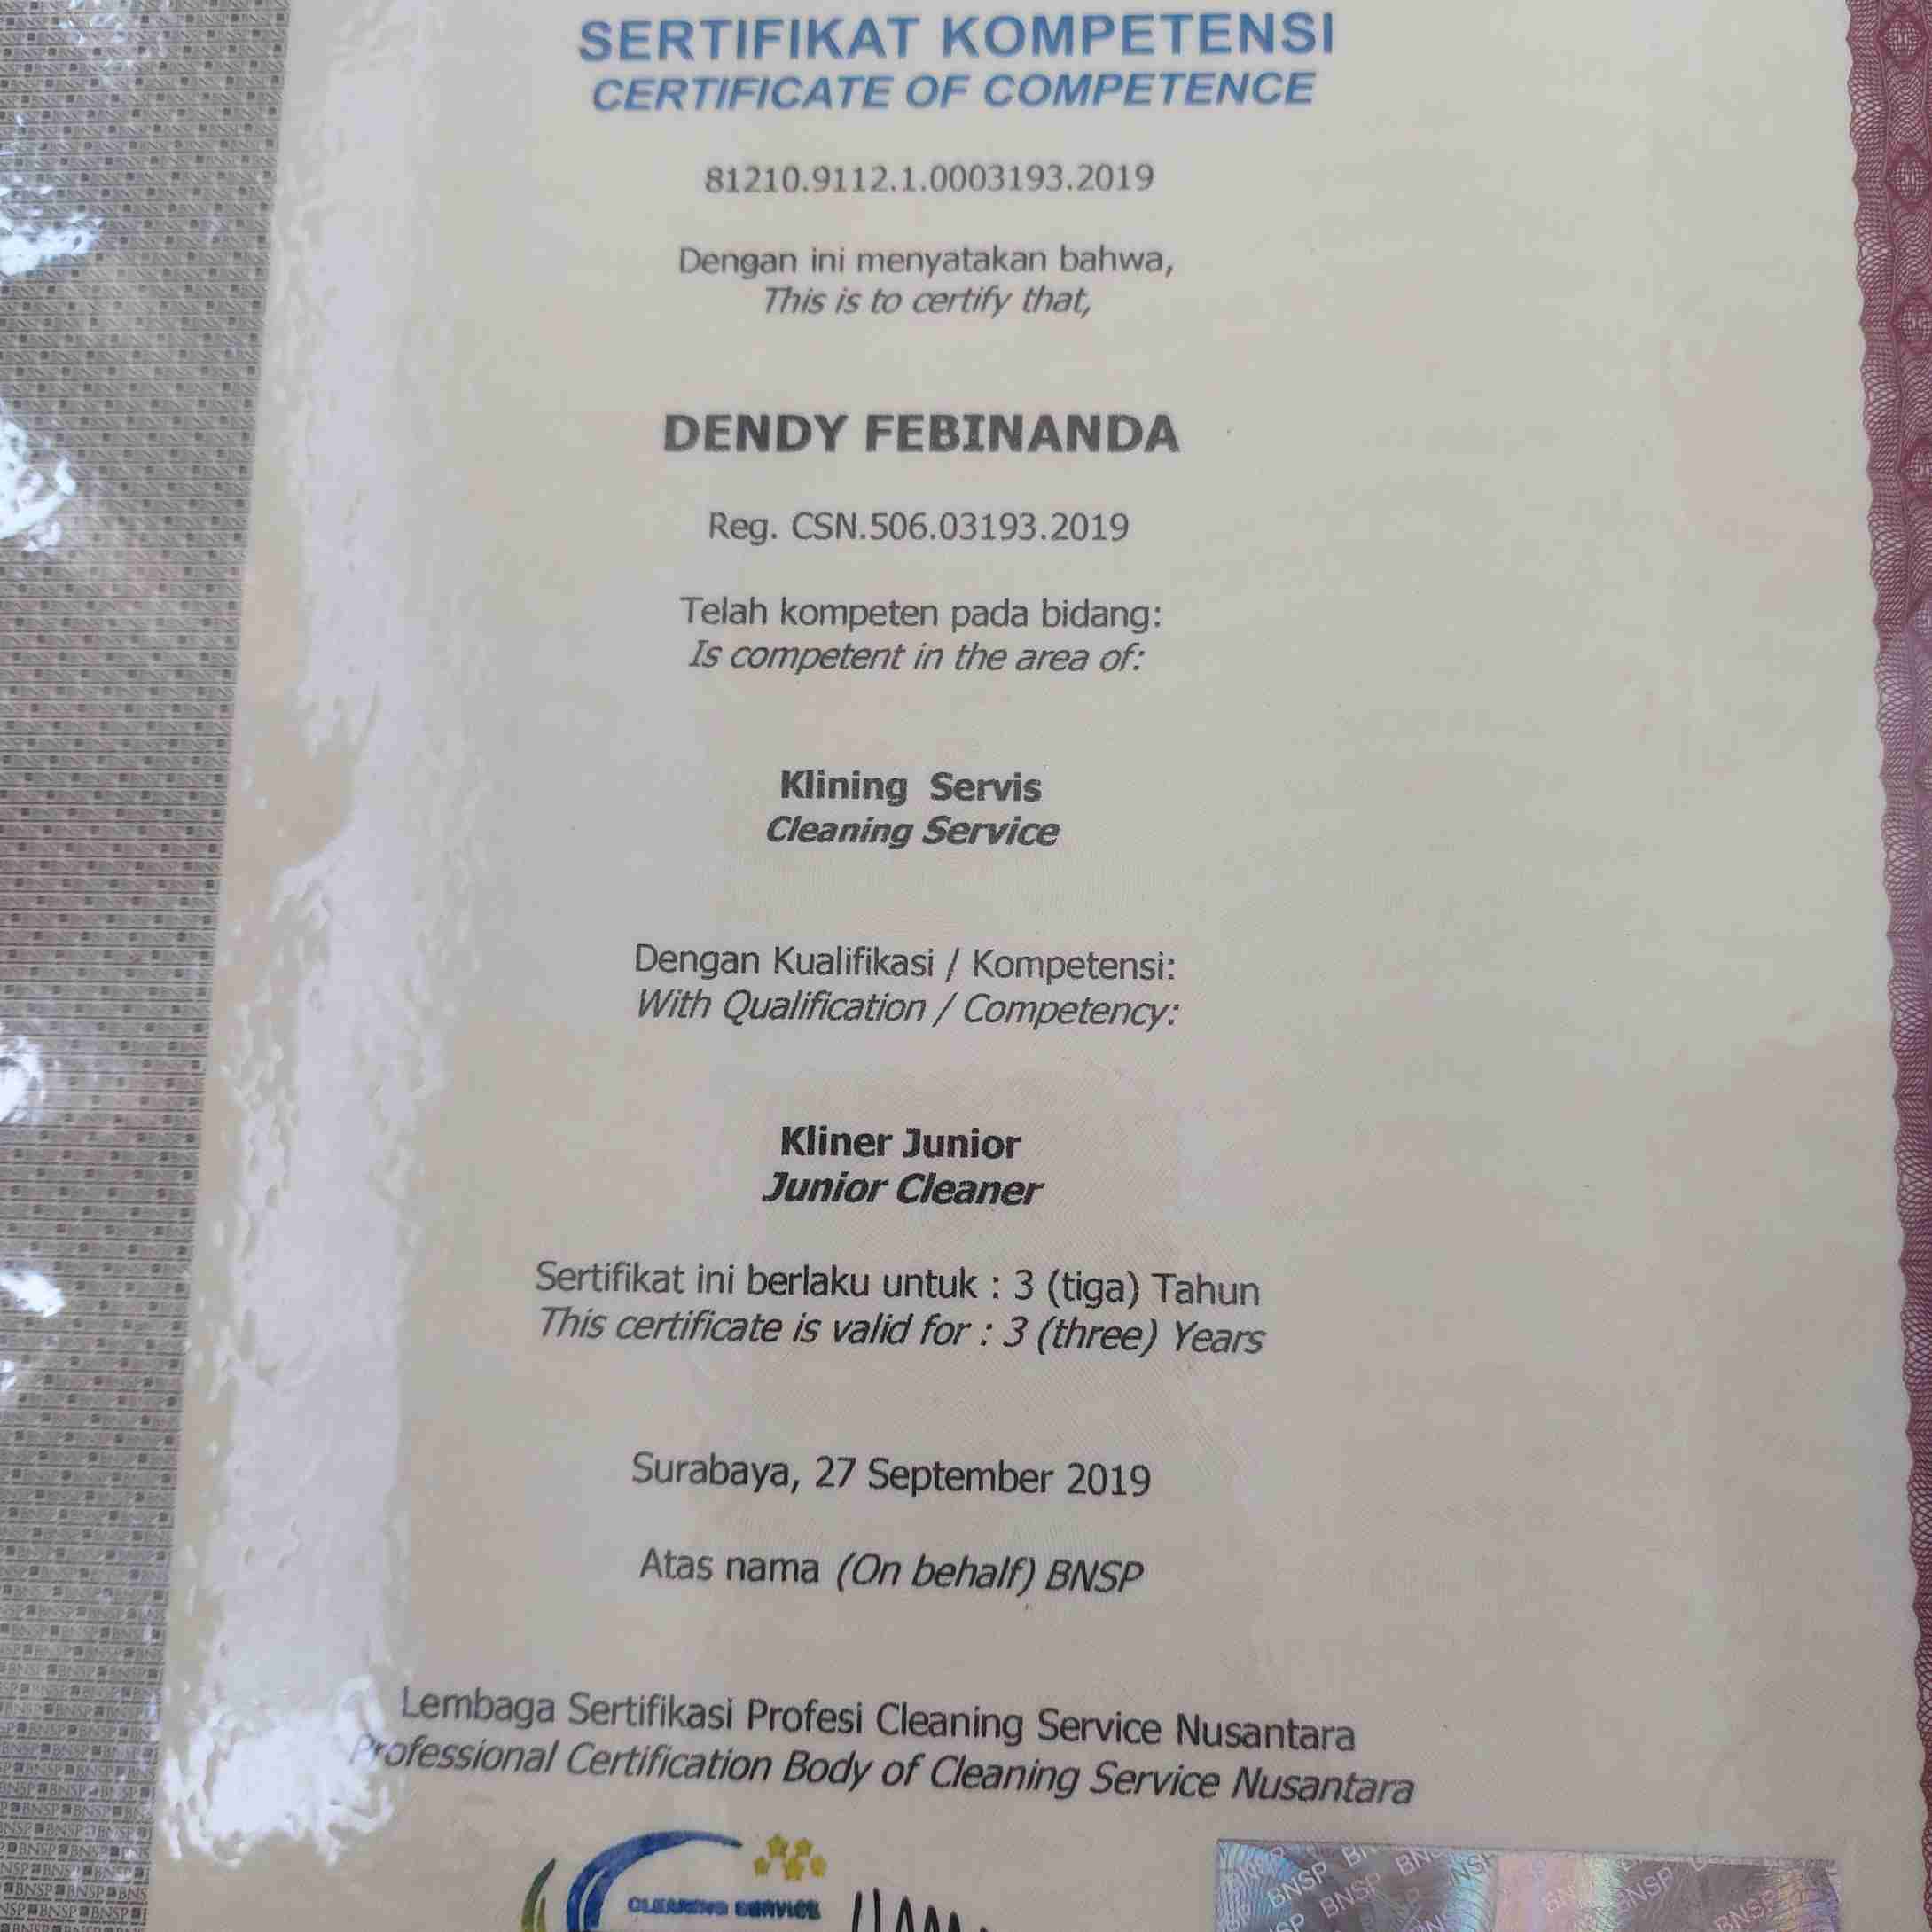 SERTIFIKAT KOMPETENSI
CERTIFICATE OF COMPETENCE
81210.9112.1.0003193.2019
Dengan ini menyatakan bahwa,
This is to certify that,
DENDY FEBINANDA
Reg. CSN.506.03193.2019
Telah kompeten pada bidang:
Is competent in the area of:
Klining Servis
Cleaning Service
Dengan Kualifikasi / Kompetensi:
With Qualification / Competency:
Kliner Junior
Junior Cleaner
Sertifikat ini berlaku untuk : 3 (tiga) Tahun
This certificate is valid for : 3 (three) Years
Surabaya, 27 September 2019
Atas nama (On behalf) BNSP
Lembaga Sertifikasi Profesi Cleaning Service Nusantara
Professional Certification Body of Cleaning Service Nusantara
CLEANING SERVICE
BNSP